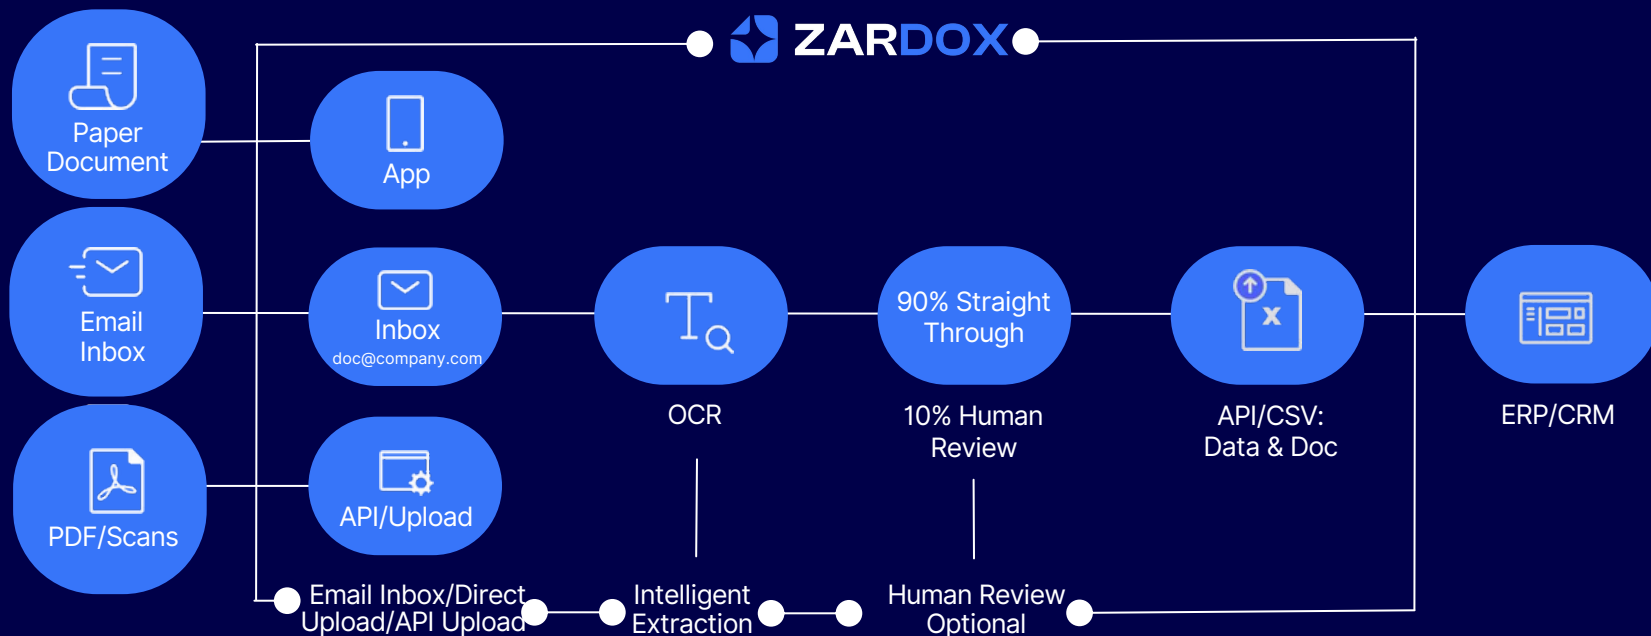 ZARDOX
Paper
Document
App
Email
Inbox
Inbox
doc@company.com
90% Straight
Through
OCR
10% Human
Review
X
API/CSV:
Data & Doc
ERP/CRM
PDF/Scans
API/Upload
Email Inbox/Direct
Upload/API Upload
Intelligent
Extraction
Human Review
Optional